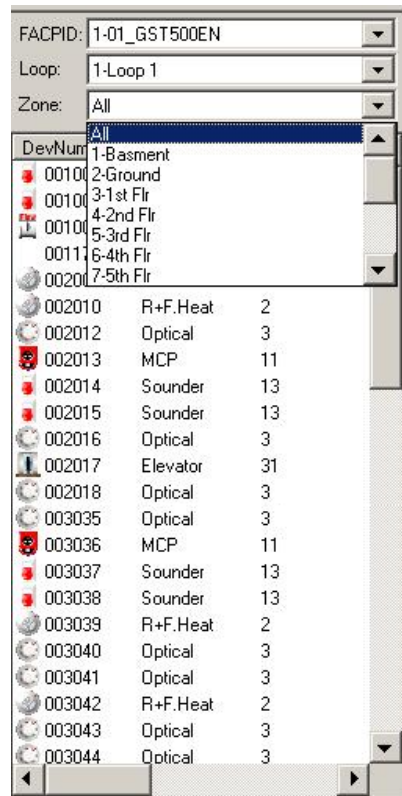 FACPID: 1-01_GST500EN
Loop: 1-Loop 1
Zone: All
All
DevNum
1-Basment
2-Ground
3-1st Flr
4-2nd Flr
5-3rd Flr
6-4th Flr
7-5th Flr
002010 R+F.Heat 2
002012 Optical 3
002013 MCP 11
002014 Sounder 13
002015 Sounder 13
002016 Optical 3
002017 Elevator 31
002018 Optical 3
003035 Optical 3
003036 MCP 11
003037 Sounder 13
003038 Sounder 13
003039 R+F.Heat 2
003040 Optical 3
003041 Optical 3
003042 R+F.Heat 2
003043 Optical 3
003044 Optical 3